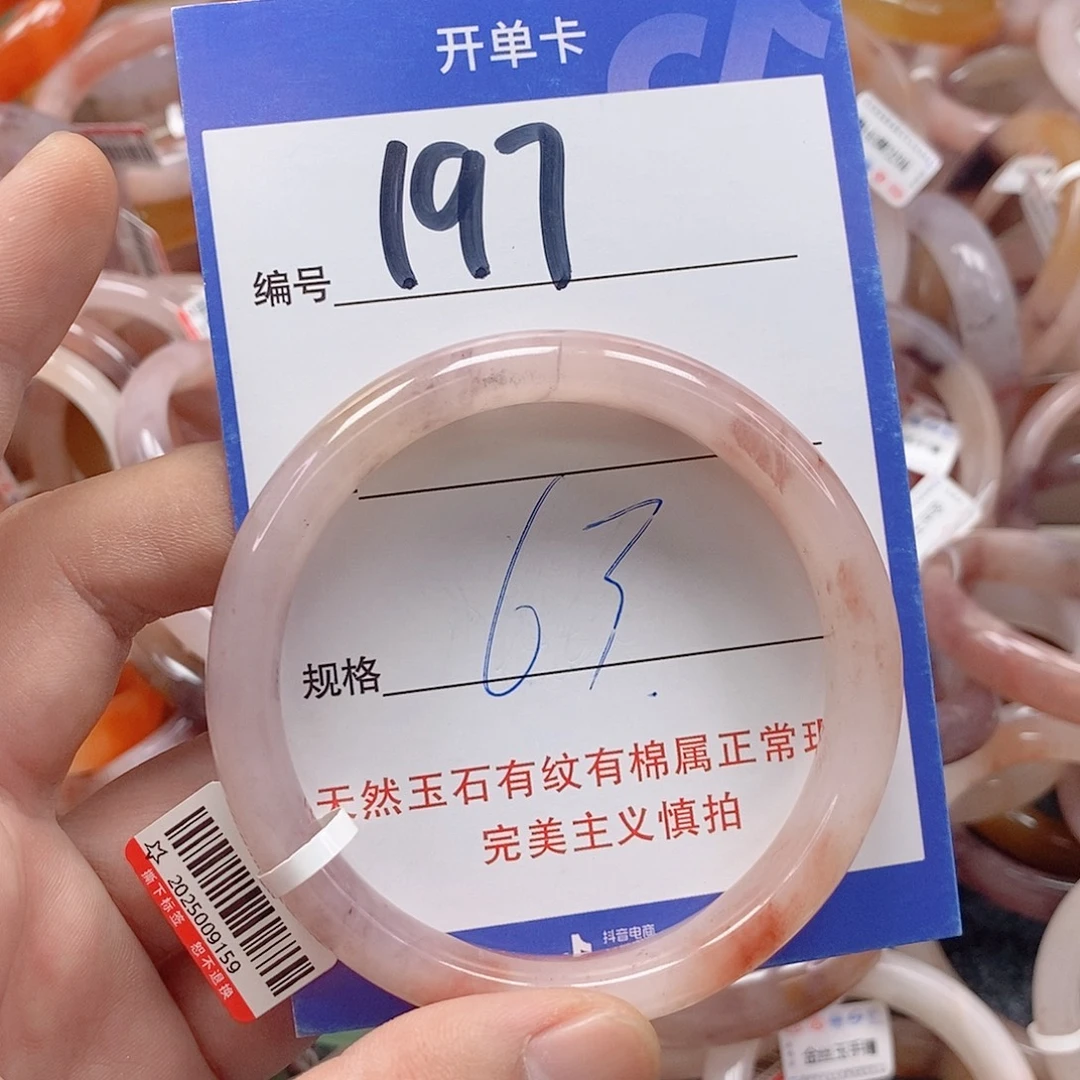 开单卡
编号 197
规格 63.
天然玉石有纹有棉属正常现
完美主义慎拍
抖音电商
2025009159
撕下标签 恕不退换